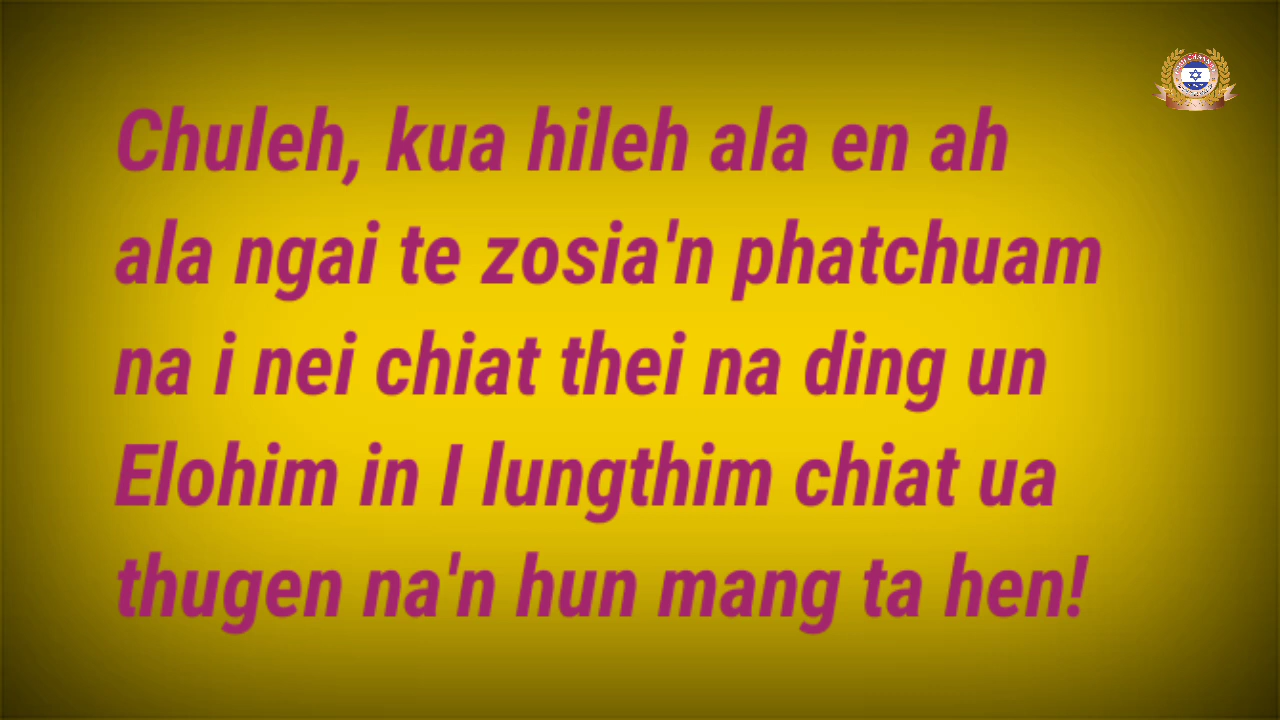 Chuleh, kua hileh ala en ah
ala ngai te zosia'n phatchuam
na i nei chiat thei na ding un
Elohim in I lungthim chiat ua
thugen na'n hun mang ta hen!